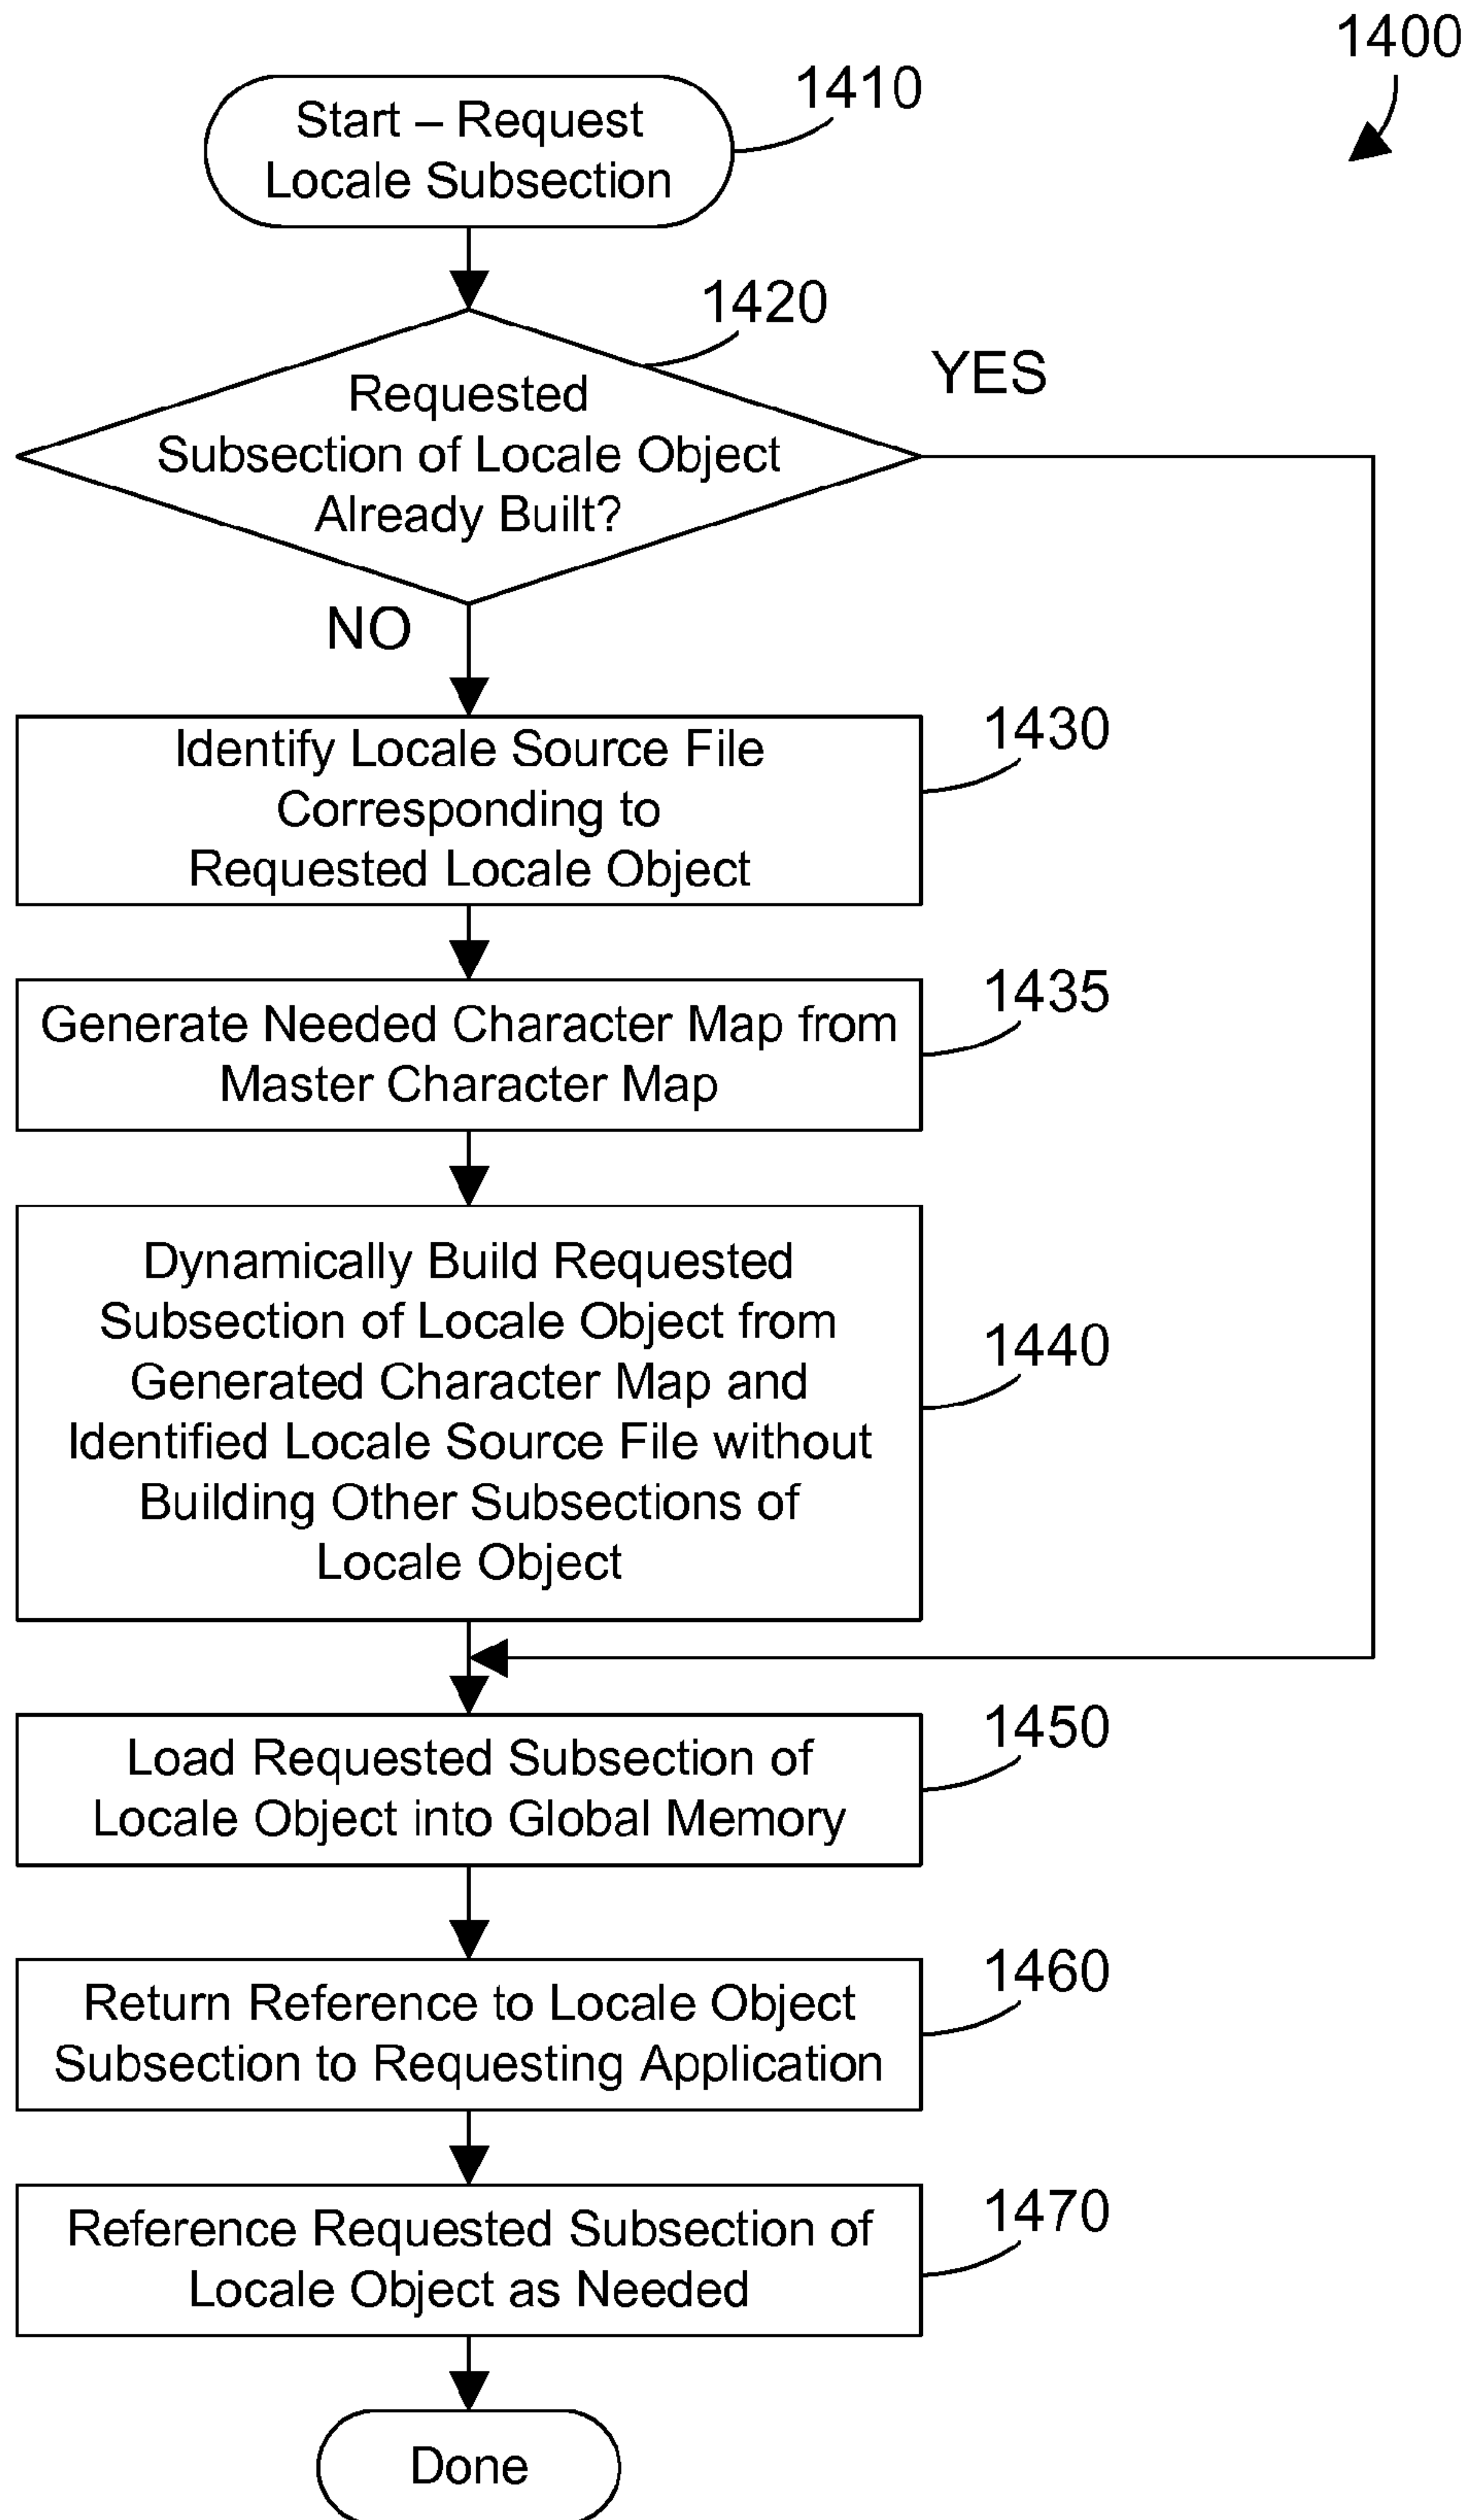 1400
1410
Start – Request
Locale Subsection
1420
YES
Requested
Subsection of Locale Object
Already Built?
NO
1430
Identify Locale Source File
Corresponding to
Requested Locale Object
1435
Generate Needed Character Map from
Master Character Map
Dynamically Build Requested
Subsection of Locale Object from
1440
Generated Character Map and
Identified Locale Source File without
Building Other Subsections of
Locale Object
1450
Load Requested Subsection of
Locale Object into Global Memory
1460
Return Reference to Locale Object
Subsection to Requesting Application
1470
Reference Requested Subsection of
Locale Object as Needed
Done